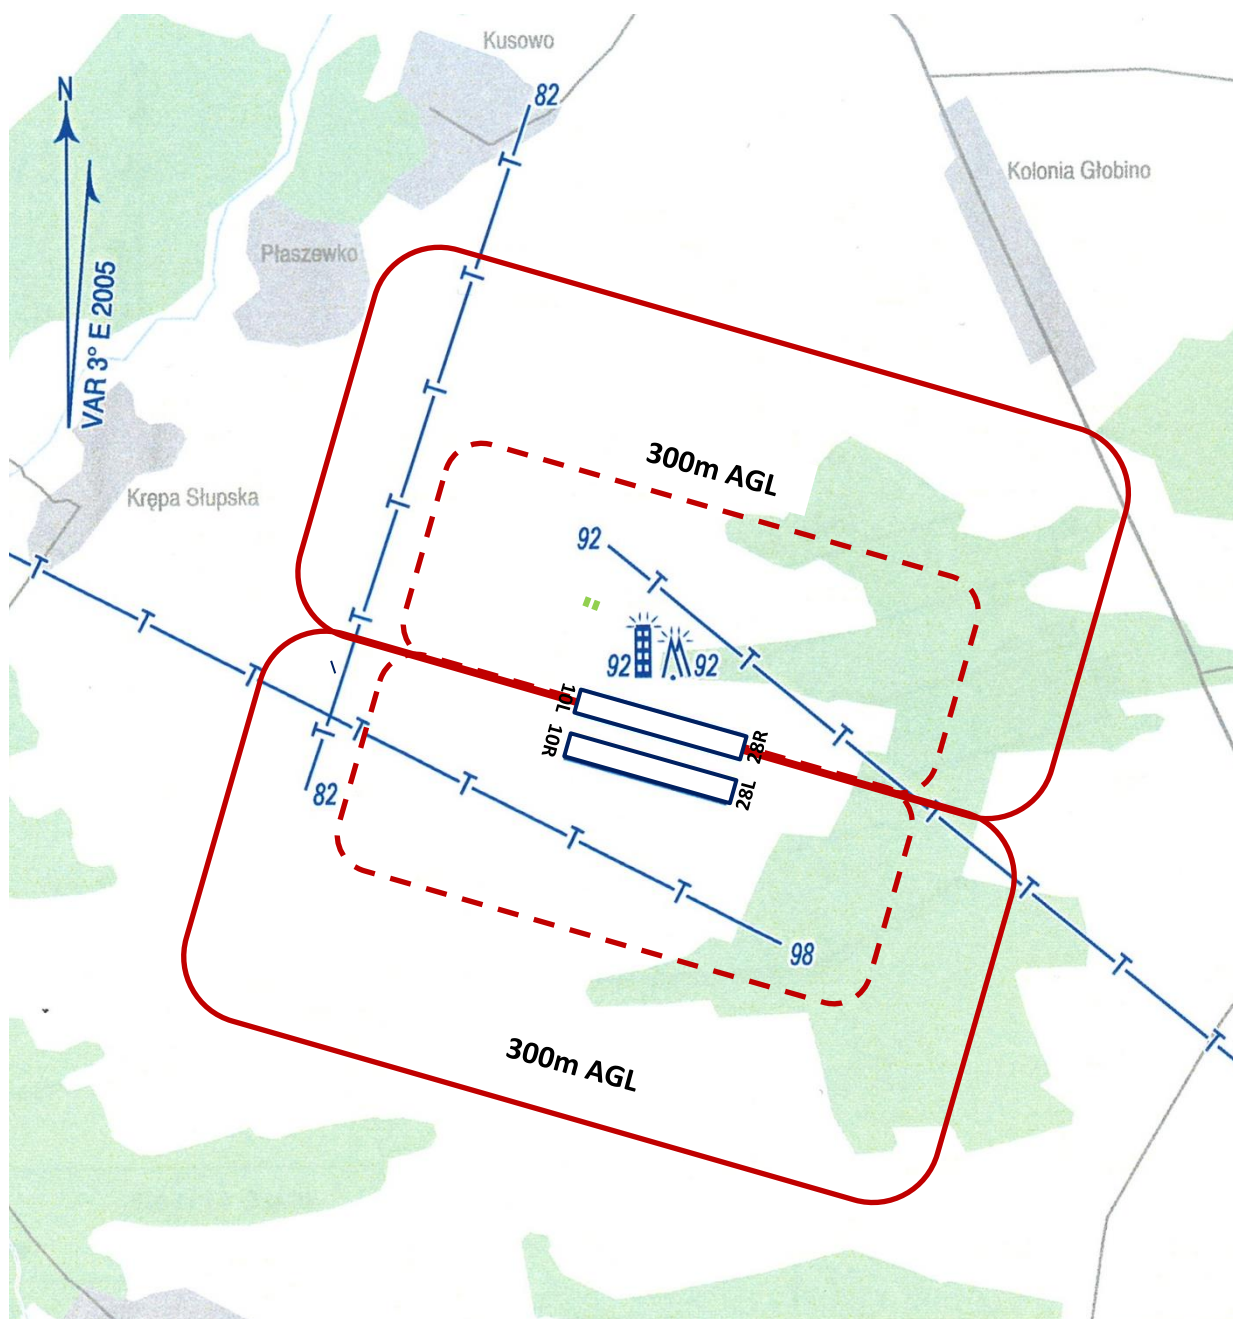 Kusowo
N
82
Kolonia Głobino
Płaszewko
VAR 3° E 2005
300m AGL
Krępa Słupska
92
92
92
10L
28R
10R
28L
82
98
300m AGL